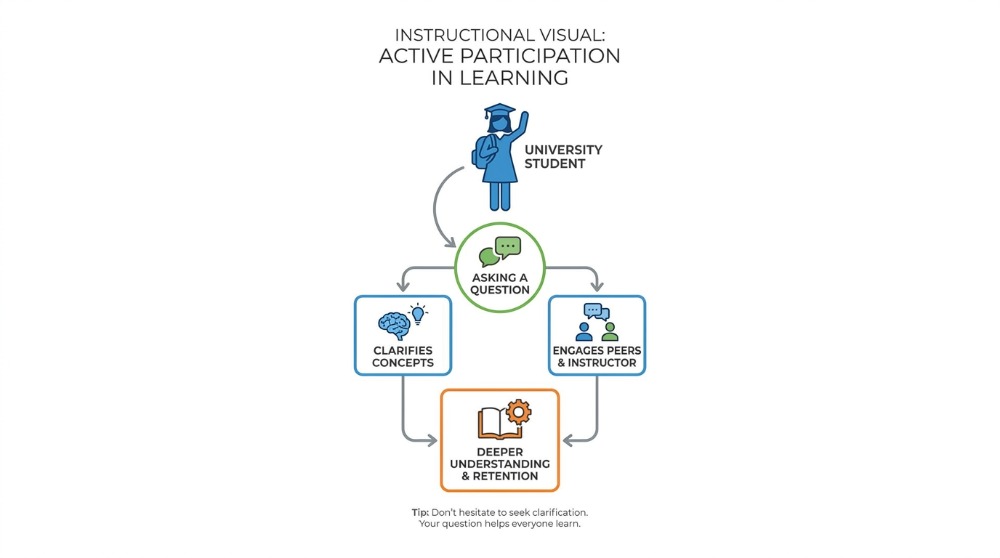 INSTRUCTIONAL VISUAL:
ACTIVE PARTICIPATION
IN LEARNING
UNIVERSITY
STUDENT
ASKING A
QUESTION
CLARIFIES
CONCEPTS
ENGAGES PEERS
& INSTRUCTOR
DEEPER
UNDERSTANDING
& RETENTION
Tip: Don't hesitate to seek clarification.
Your question helps everyone learn.